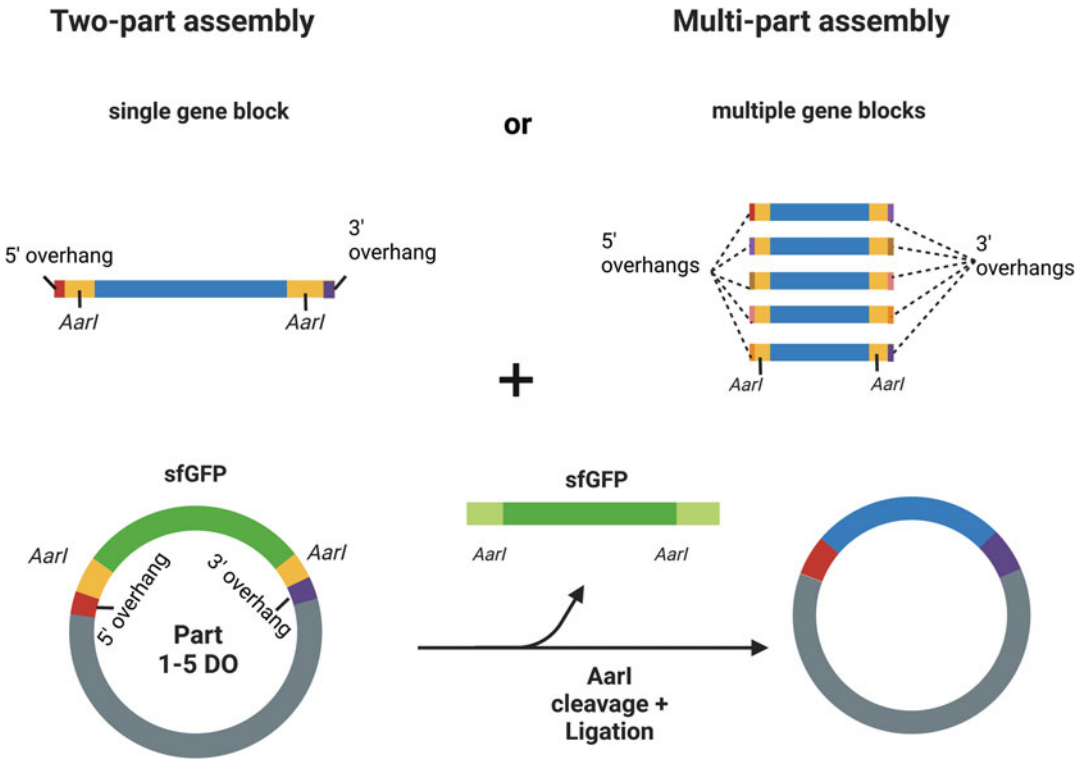 Two-part assembly
Multi-part assembly
single gene block
or
multiple gene blocks
5' overhang
3'
overhang
AarI
AarI
5'
overhangs
3'
overhangs
AarI
AarI
+
sfGFP
AarI
AarI
5' overhang
3' overhang
Part
1-5 DO
sfGFP
AarI
AarI
AarI
cleavage +
Ligation